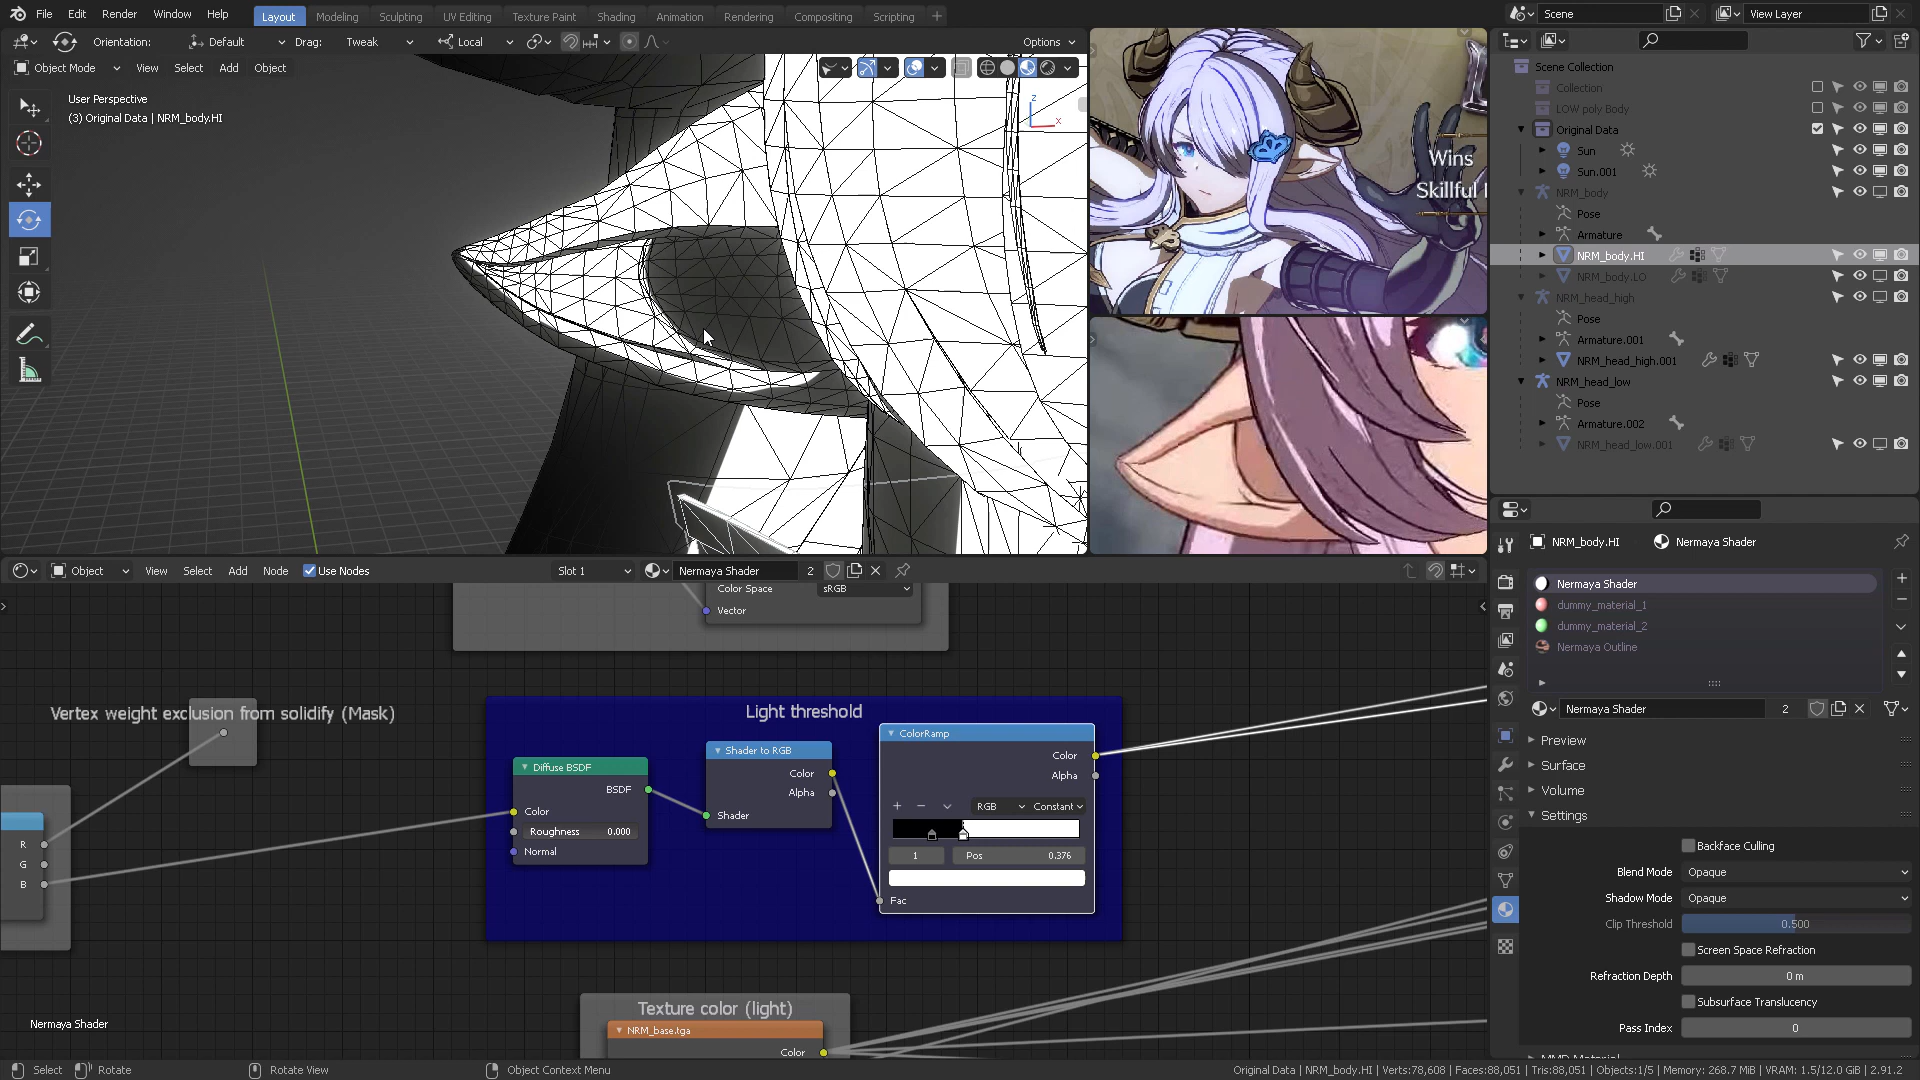 File Edit Render Window Help Layout Modeling Sculpting UV Editing Texture Paint Shading Animation Rendering Compositing Scripting + Scene View Layer
Orientation: Default Drag: Tweak Local Options
Object Mode View Select Add Object
User Perspective
(3) Original Data | NRM_body.HI
z
x
Wins
Skillful
Scene Collection
Collection
LOW poly Body
Original Data
Sun
Sun.001
NRM_body
Pose
Armature
NRM_body.HI
NRM_body.LO
NRM_head_high
Pose
Armature.001
NRM_head_high.001
NRM_head_low
Pose
Armature.002
NRM_head_low.001
Object View Select Add Node Use Nodes Slot 1 Nermaya Shader 2
Color Space sRGB
Vector
Vertex weight exclusion from solidify (Mask)
R
G
B
Light threshold
Diffuse BSDF
BSDF
Color
Roughness 0.000
Normal
Shader to RGB
Color
Alpha
Shader
ColorRamp
Color
Alpha
RGB Constant
1 Pos 0.376
Fac
Texture color (light)
NRM_base.tga
Color
Nermaya Shader
NRM_body.HI Nermaya Shader
Nermaya Shader
dummy_material_1
dummy_material_2
Nermaya Outline
Nermaya Shader 2
Preview
Surface
Volume
Settings
Backface Culling
Blend Mode Opaque
Shadow Mode Opaque
Clip Threshold 0.500
Screen Space Refraction
Refraction Depth 0 m
Subsurface Translucency
Pass Index 0
Select Rotate Rotate View Object Context Menu
Original Data | NRM_body.HI | Verts:78,608 | Faces:88,051 | Tris:88,051 | Objects:1/5 | Memory: 268.7 MiB | VRAM: 1.5/12.0 GiB | 2.91.2